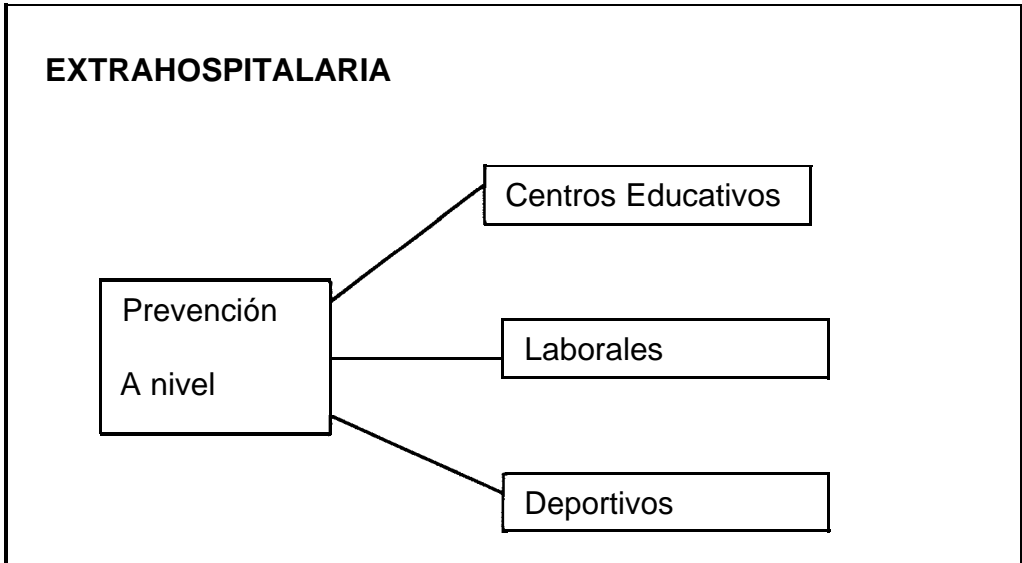 EXTRAHOSPITALARIA
Centros Educativos
Prevención
A nivel
Laborales
Deportivos